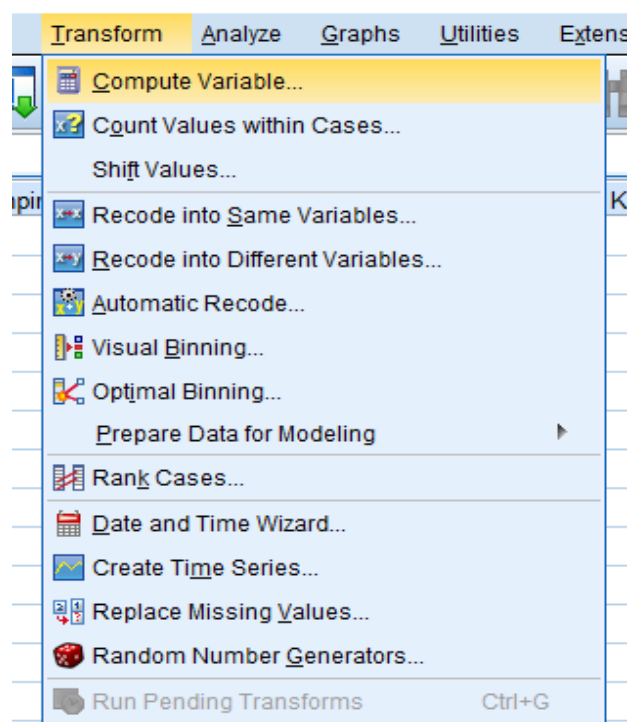 Transform Analyze Graphs Utilities Extens
Compute Variable...
Count Values within Cases...
Shift Values...
Recode into Same Variables...
Recode into Different Variables...
Automatic Recode...
Visual Binning...
Optimal Binning...
Prepare Data for Modeling
Rank Cases...
Date and Time Wizard...
Create Time Series...
Replace Missing Values...
Random Number Generators...
Run Pending Transforms Ctrl+G